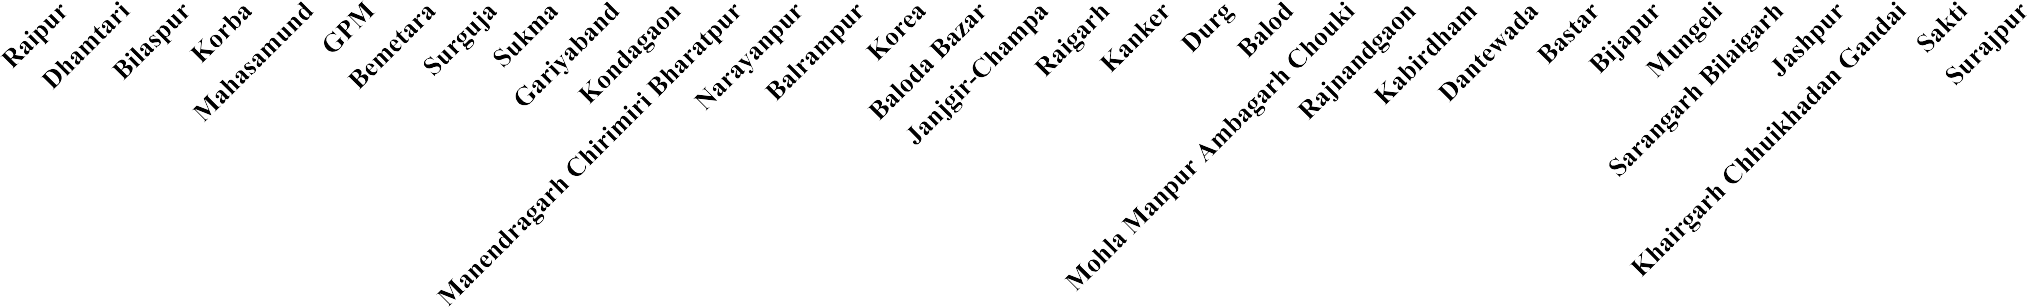 Raipur
Dhamtari
Bilaspur
Korba
Mahasamund
GPM
Bemetara
Surguja
Sukma
Gariyaband
Kondagaon
Manendragarh Chirimiri Bharatpur
Narayanpur
Balrampur
Korea
Baloda Bazar
Janjgir-Champa
Raigarh
Kanker
Durg
Balod
Mohla Manpur Ambagarh Chouki
Rajnandgaon
Kabirdham
Dantewada
Bastar
Bijapur
Mungeli
Sarangarh Bilaigarh
Jashpur
Khairgarh Chhuikhadan Gandai
Sakti
Surajpur